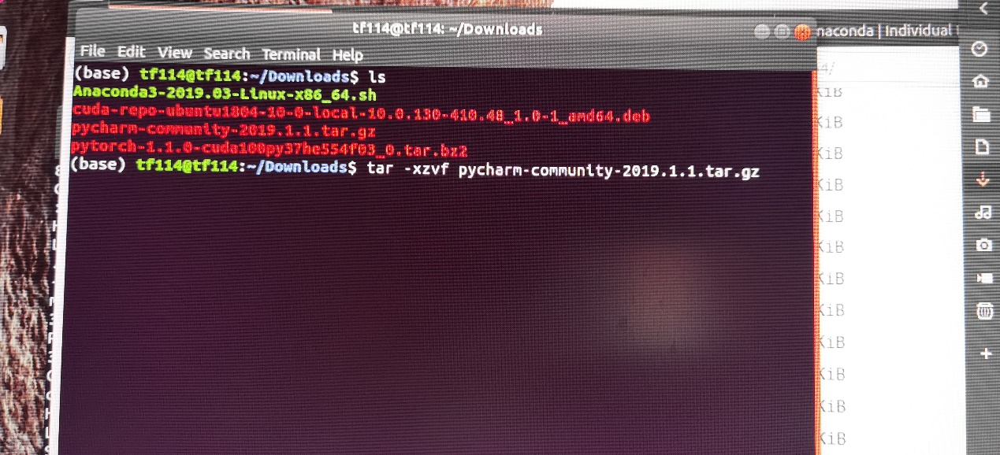 tf114@tf114: ~/Downloads
naconda | Individual
File Edit View Search Terminal Help
(base) tf114@tf114:~/Downloads$ ls
Anaconda3-2019.03-Linux-x86_64.sh
cuda-repo-ubuntu1804-10-0-local-10.0.130-410.48_1.0-1_amd64.deb
pycharm-community-2019.1.1.tar.gz
pytorch-1.1.0-cuda100py37he554f03_0.tar.bz2
(base) tf114@tf114:~/Downloads$ tar -xzvf pycharm-community-2019.1.1.tar.gz
4/
KiB
KiB
KiB
KiB
KiB
KiB
KiB
KiB
KiB
KiB
KiB
KiB